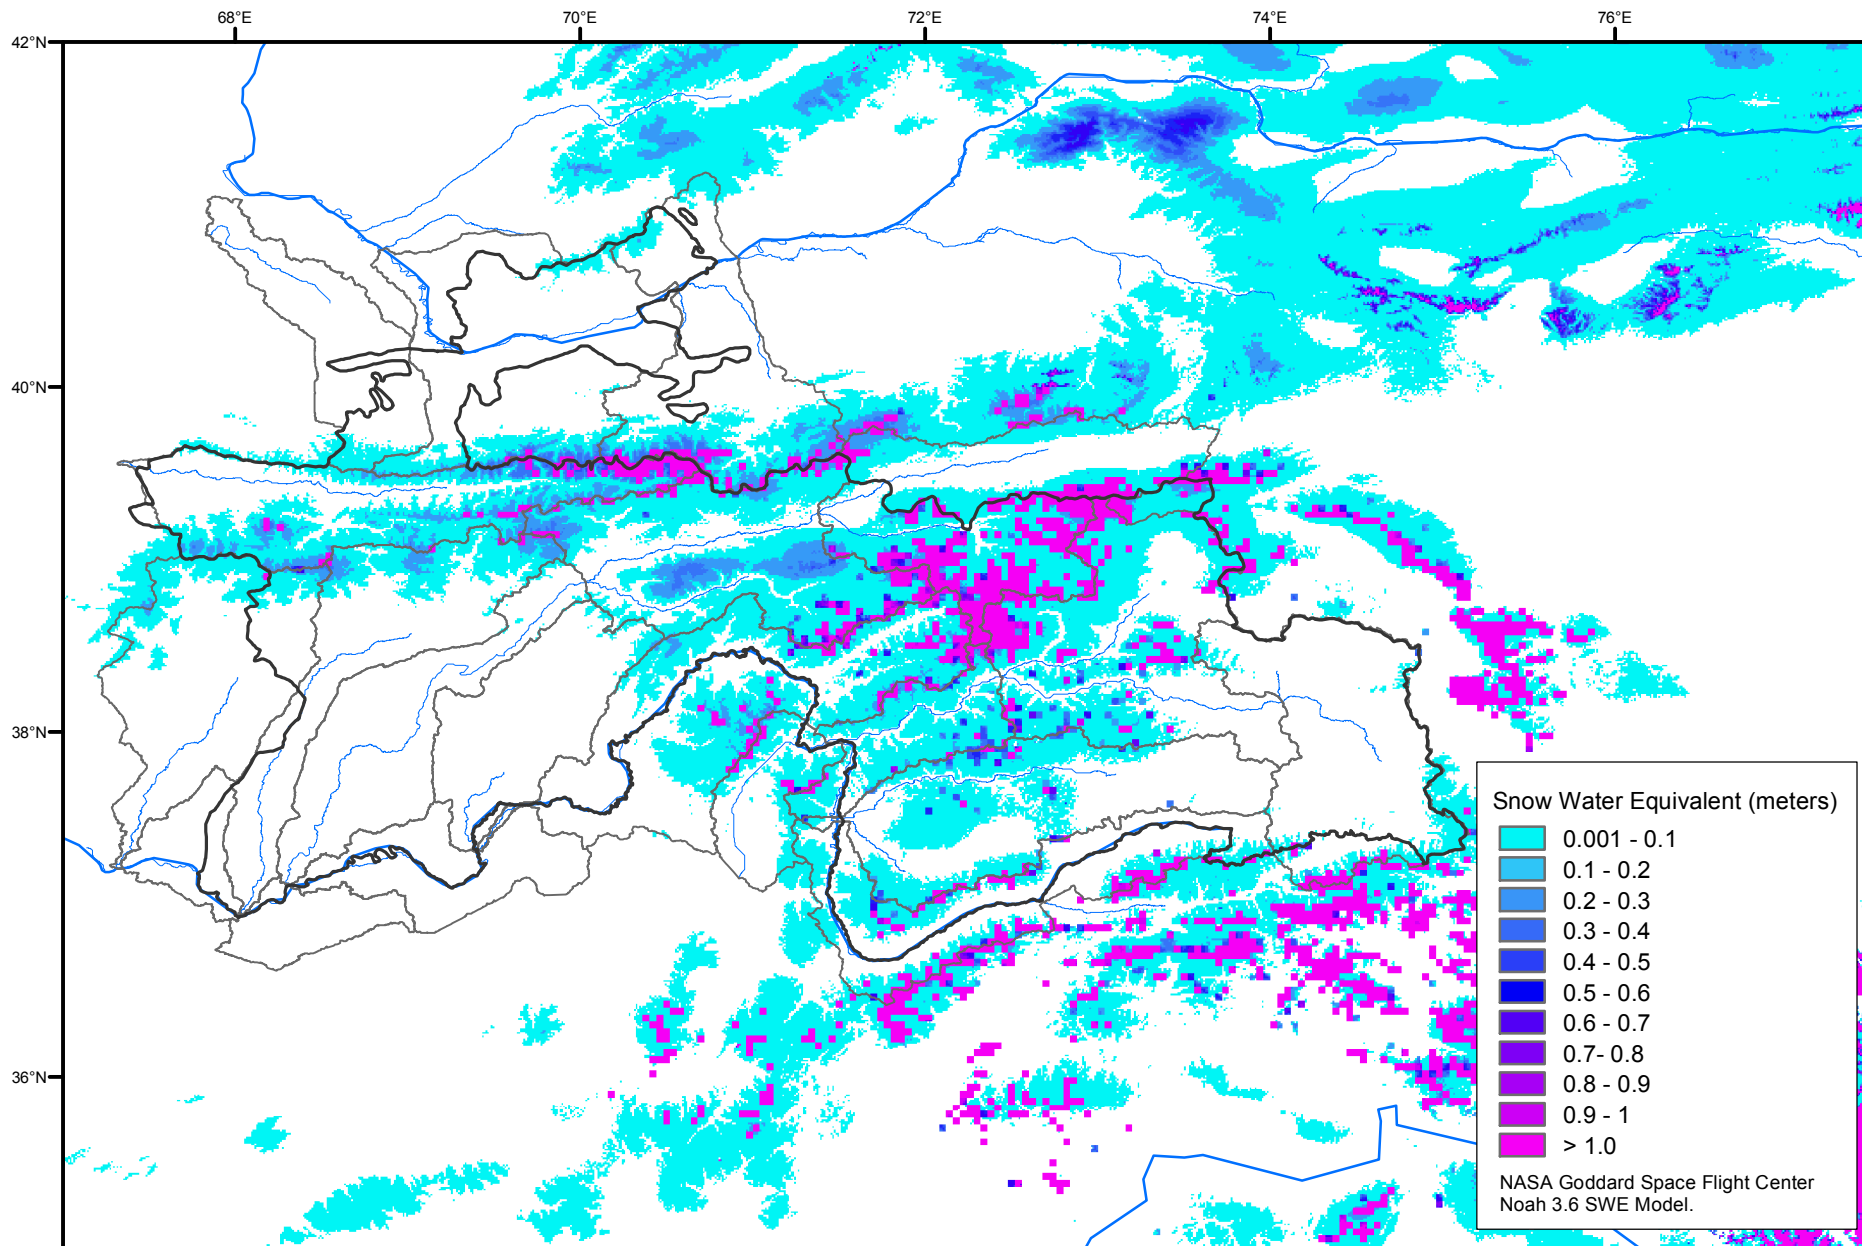 68°E
70°E
72°E
74°E
76°E
42°N
40°N
38°N
36°N
Snow Water Equivalent (meters)
0.001 - 0.1
0.1 - 0.2
0.2 - 0.3
0.3 - 0.4
0.4 - 0.5
0.5 - 0.6
0.6 - 0.7
0.7- 0.8
0.8 - 0.9
0.9 - 1
> 1.0
NASA Goddard Space Flight Center
Noah 3.6 SWE Model.